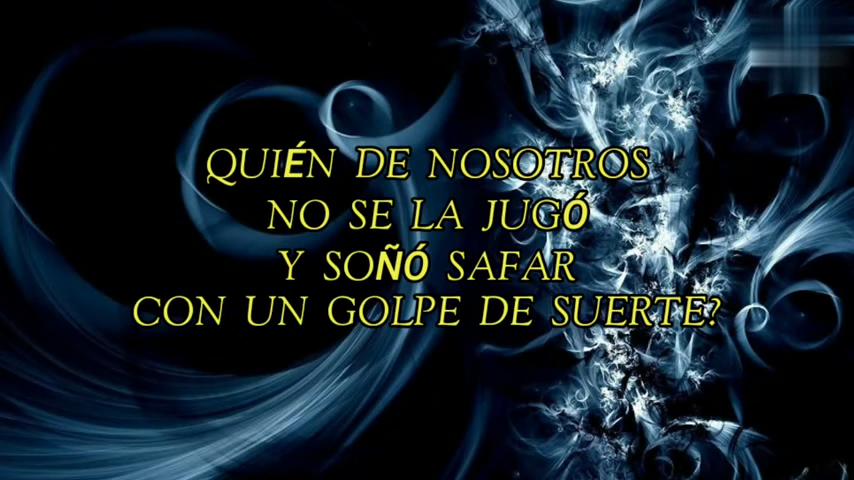 QUIÉN DE NOSOTROS
NO SE LA JUGÓ
Y SOÑÓ SAFAR
CON UN GOLPE DE SUERTE?